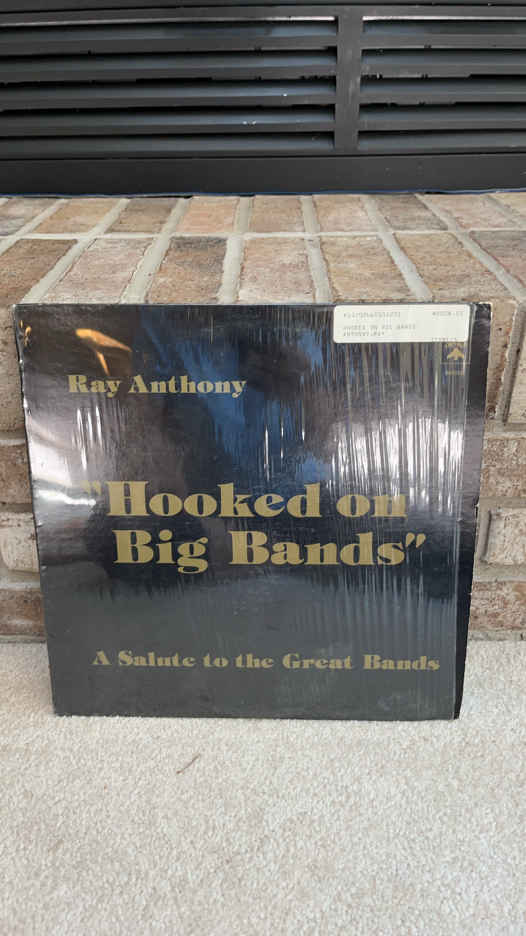 HOOKED ON BIG BANDS
Ray Anthony
"Hooked on
Big Bands"
A Salute to the Great Bands